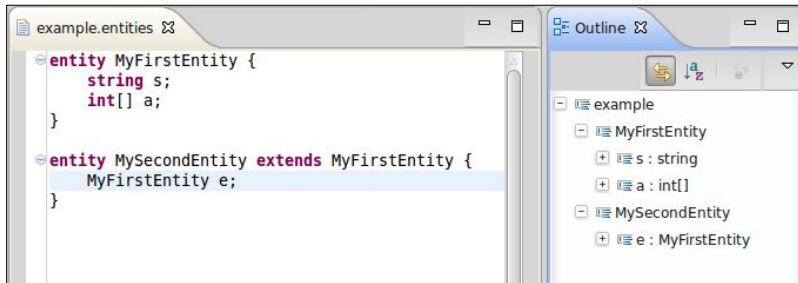 example.entities
entity MyFirstEntity {
string s;
int[] a;
}
entity MySecondEntity extends MyFirstEntity {
MyFirstEntity e;
}
Outline
a
z
example
MyFirstEntity
s : string
a : int[]
MySecondEntity
e : MyFirstEntity